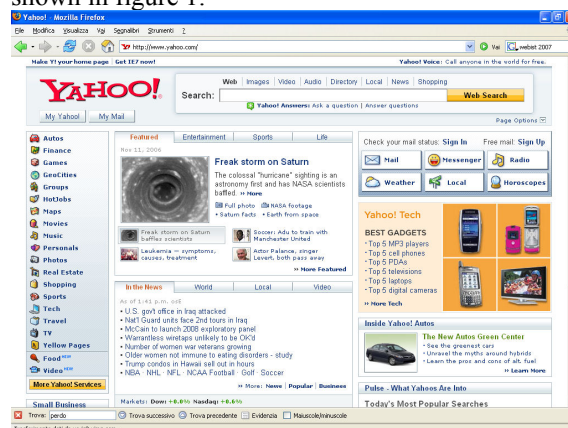 shown in figure 1.
Yahoo! - Mozilla Firefox
File Modifica Visualizza Vai Segnalibri Strumenti ?
http://www.yahoo.com/ Vai webist 2007
Make Y! your home page | Get IE7 now! Yahoo! Voice: Call anyone in the world for free.
YAHOO!
Web | Images | Video | Audio | Directory | Local | News | Shopping
Search: Web Search
Yahoo! Answers: Ask a question | Answer questions
My Yahoo! My Mail
Page Options
Autos
Finance
Games
GeoCities
Groups
HotJobs
Maps
Movies
Music
Personals
Photos
Real Estate
Shopping
Sports
Tech
Travel
TV
Yellow Pages
Food NEW
Video NEW
More Yahoo! Services
Small Business
Featured Entertainment Sports Life
Nov 11, 2006
Freak storm on Saturn
The colossal "hurricane" sighting is an
astronomy first and has NASA scientists
baffled. » More
Full photo NASA footage
• Saturn facts • Earth from space
Freak storm on Saturn
baffles scientists
Soccer: Adu to train with
Manchester United
Leukemia — symptoms,
causes, treatment
Actor Palance, singer
Levert, both pass away
» More Featured
In the News World Local Video
As of 1:41 p.m.
• U.S. gov't office in Iraq attacked
• Nat'l Guard units face 2nd tours in Iraq
• McCain to launch 2008 exploratory panel
• Warrantless wiretaps unlikely to be OK'd
• Number of women war veterans growing
• Older women not immune to eating disorders - study
• Trump condos in Hawaii sell out in hours
• NBA · NHL · NFL · NCAA Football · Golf · Soccer
» More: News | Popular | Business
Markets: Dow: +0.0% Nasdaq: +0.6%
Check your mail status: Sign In Free mail: Sign Up
Mail Messenger Radio
Weather Local Horoscopes
Yahoo! Tech
BEST GADGETS
• Top 5 MP3 players
• Top 5 cell phones
• Top 5 PDAs
• Top 5 televisions
• Top 5 laptops
• Top 5 digital cameras
» More Tech
Inside Yahoo! Autos
The New Autos Green Center
• See the greenest cars
• Unravel the myths around hybrids
• Learn the pros and cons of alt. fuel
» Learn More
Pulse - What Yahoos Are Into
Today's Most Popular Searches
Trova: perdo Trova successivo Trova precedente Evidenzia Maiuscole/minuscole